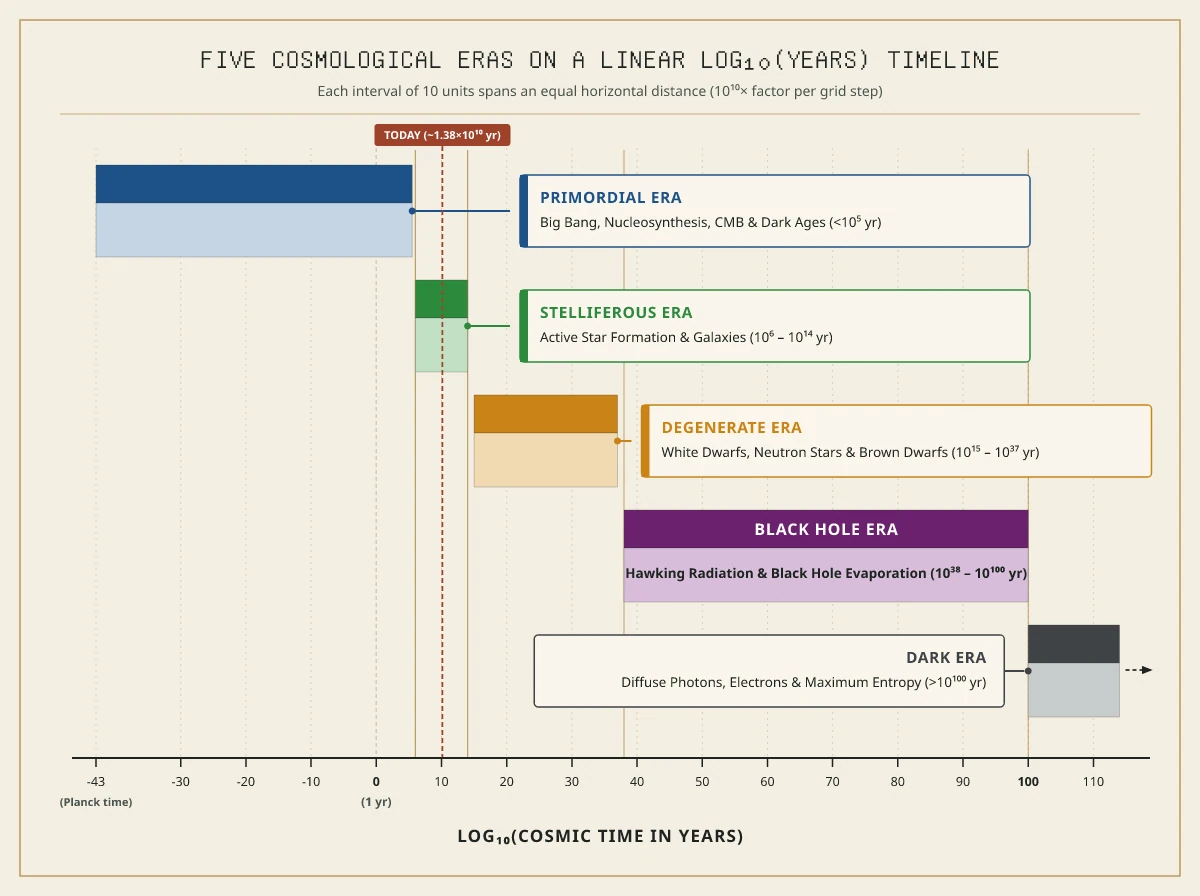 FIVE COSMOLOGICAL ERAS ON A LINEAR LOG₁₀(YEARS) TIMELINE
Each interval of 10 units spans an equal horizontal distance (10¹⁰× factor per grid step)
TODAY (~1.38×10¹⁰ yr)
PRIMORDIAL ERA
Big Bang, Nucleosynthesis, CMB & Dark Ages (<10⁵ yr)
STELLIFEROUS ERA
Active Star Formation & Galaxies (10⁶ – 10¹⁴ yr)
DEGENERATE ERA
White Dwarfs, Neutron Stars & Brown Dwarfs (10¹⁵ – 10³⁷ yr)
BLACK HOLE ERA
Hawking Radiation & Black Hole Evaporation (10³⁸ – 10¹⁰⁰ yr)
DARK ERA
Diffuse Photons, Electrons & Maximum Entropy (>10¹⁰⁰ yr)
-43 -30 -20 -10 0 10 20 30 40 50 60 70 80 90 100 110
(Planck time) (1 yr)
LOG₁₀(COSMIC TIME IN YEARS)